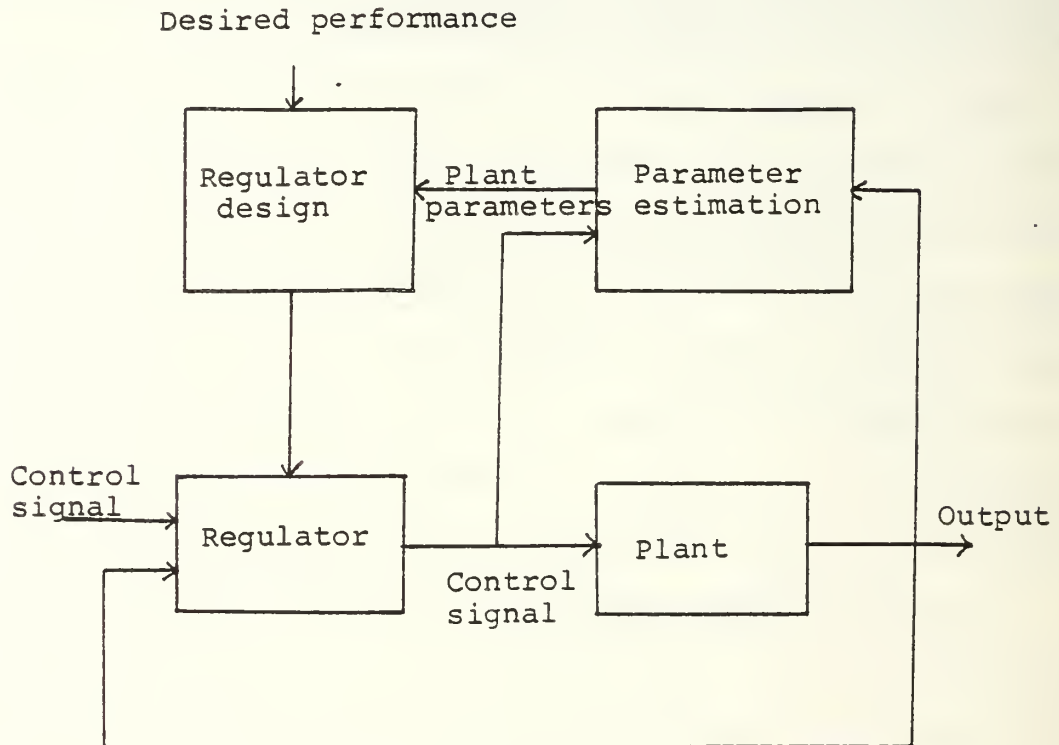 Desired performance
Regulator
design
Plant
parameters
Parameter
estimation
Control
signal
Regulator
Control
signal
Plant
Output